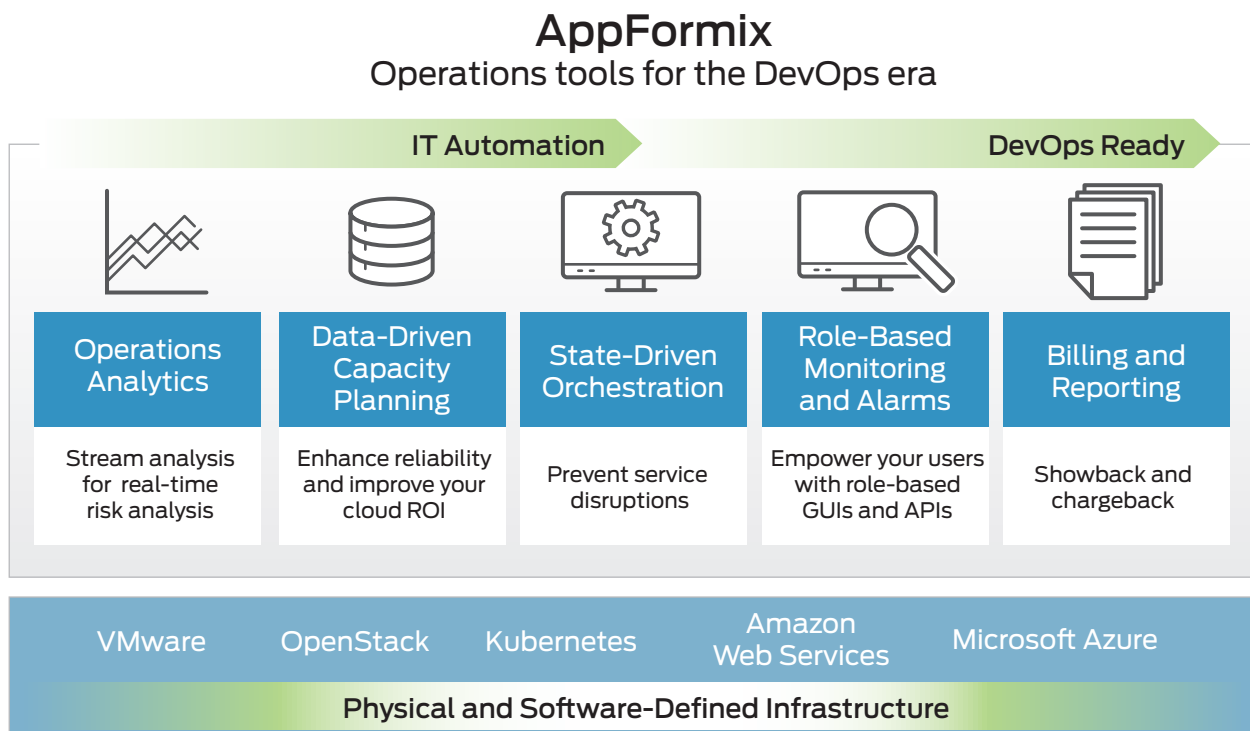 AppFormix
Operations tools for the DevOps era
IT Automation
DevOps Ready
Operations
Analytics
Stream analysis
for real-time
risk analysis
Data-Driven
Capacity
Planning
Enhance reliability
and improve your
cloud ROI
State-Driven
Orchestration
Prevent service
disruptions
Role-Based
Monitoring
and Alarms
Empower your users
with role-based
GUIs and APIs
Billing and
Reporting
Showback and
chargeback
VMware
OpenStack
Kubernetes
Amazon
Web Services
Microsoft Azure
Physical and Software-Defined Infrastructure